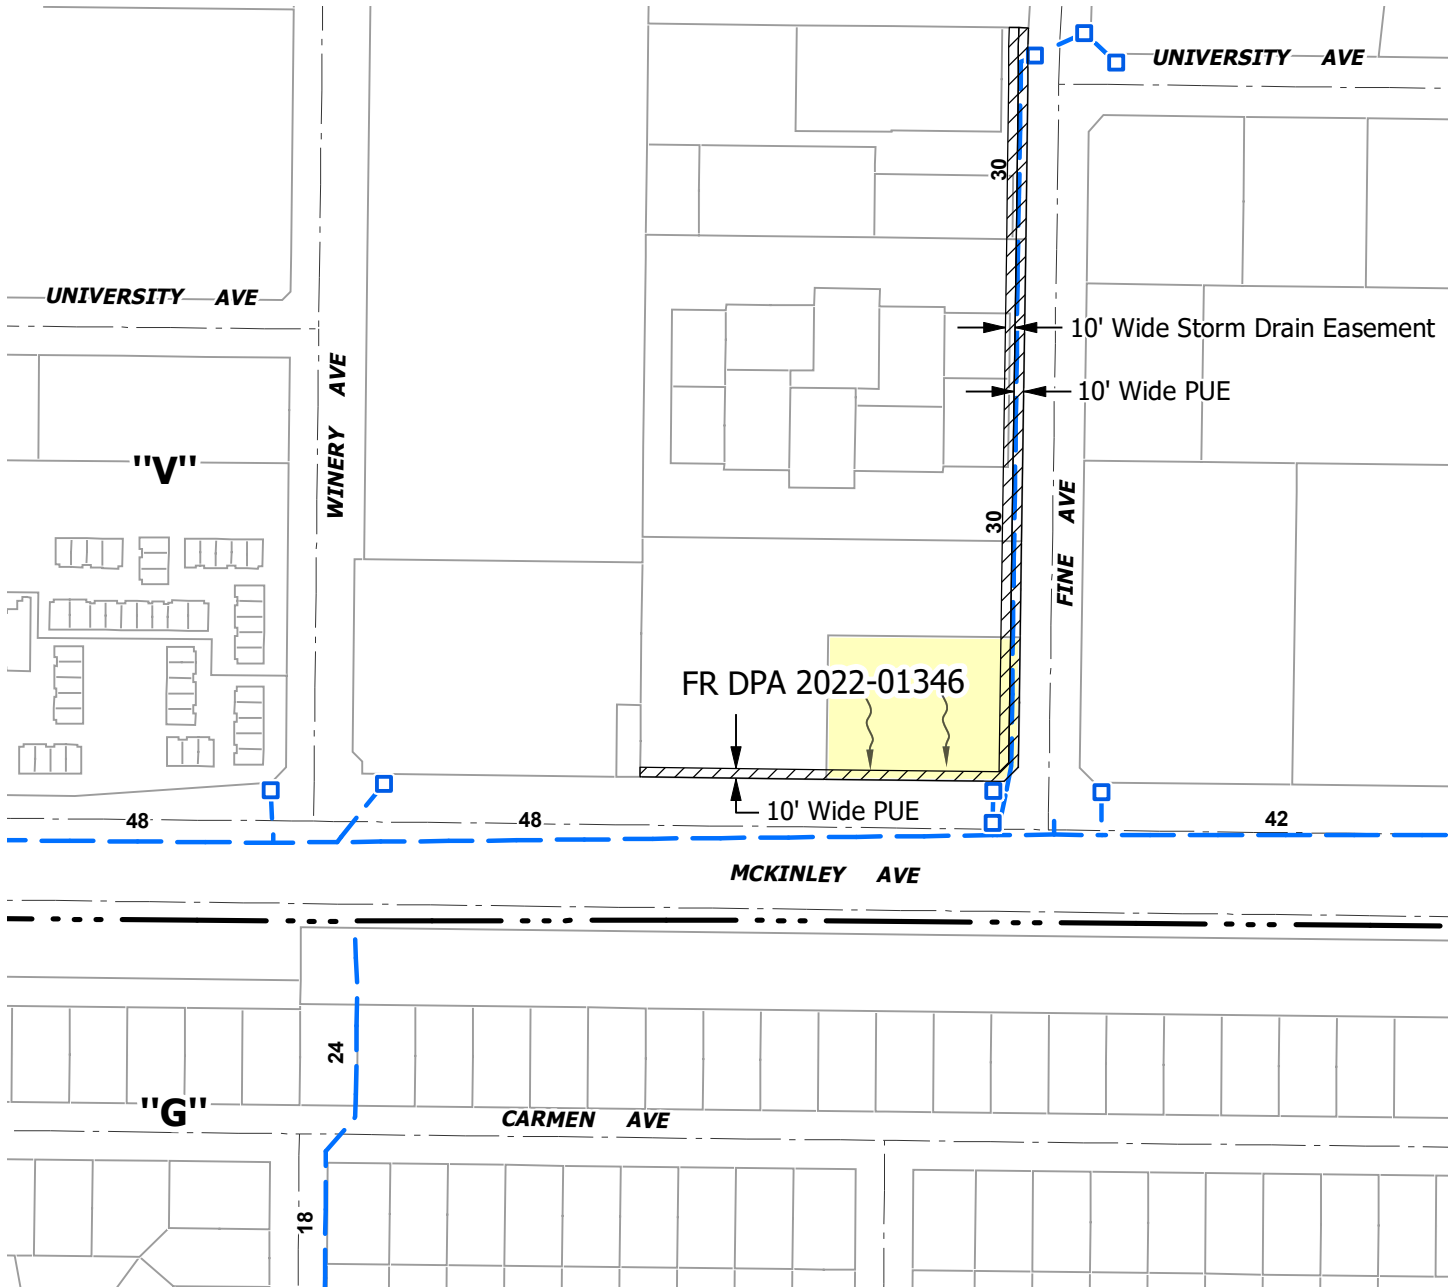 UNIVERSITY AVE
30
UNIVERSITY AVE
10' Wide Storm Drain Easement
WINERY AVE
10' Wide PUE
"V"
30
FINE AVE
FR DPA 2022-01346
10' Wide PUE
48
48
42
MCKINLEY AVE
24
"G"
CARMEN AVE
18